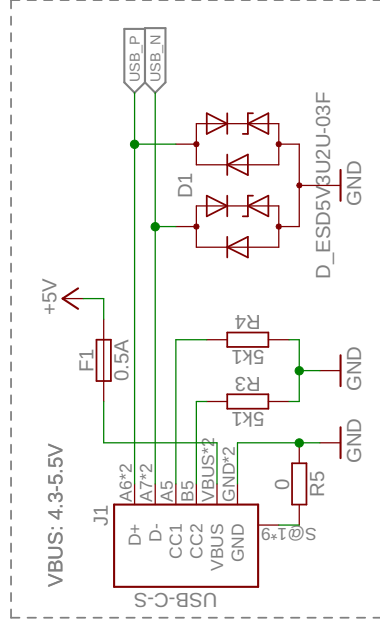 USB_P
USB_N
D1
D_ESD5V3U2U-03F
GND
+5V
F1
0.5A
R4
5k1
GND
R3
5k1
VBUS: 4.3-5.5V
J1
A6*2
A7*2
A5
B5
VBUS*2
GND*2
GND
0
R5
D+
D-
CC1
CC2
VBUS
GND
S@1*9
USB-C-S